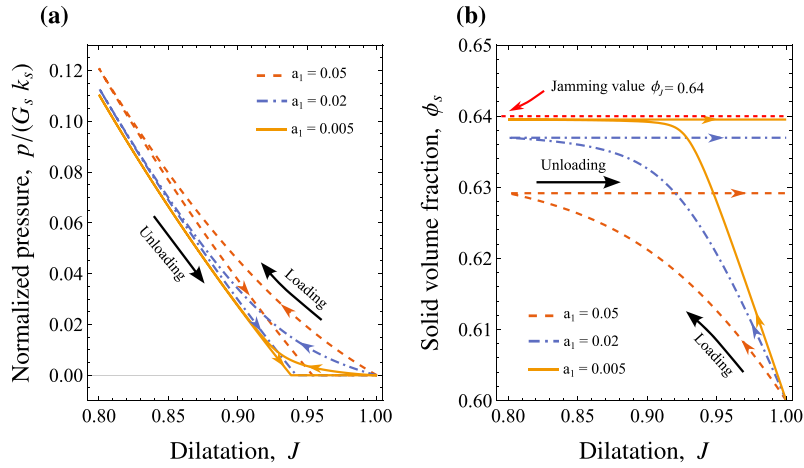 (a)
Normalized pressure, p/(G_s k_s)
0.12
0.10
0.08
0.06
0.04
0.02
0.00
a₁ = 0.05
a₁ = 0.02
a₁ = 0.005
Unloading
Loading
0.80 0.85 0.90 0.95 1.00
Dilatation, J
(b)
Solid volume fraction, ϕ_s
0.65
0.64
0.63
0.62
0.61
0.60
Jamming value ϕ_J = 0.64
Unloading
a₁ = 0.05
a₁ = 0.02
a₁ = 0.005
Loading
0.80 0.85 0.90 0.95 1.00
Dilatation, J